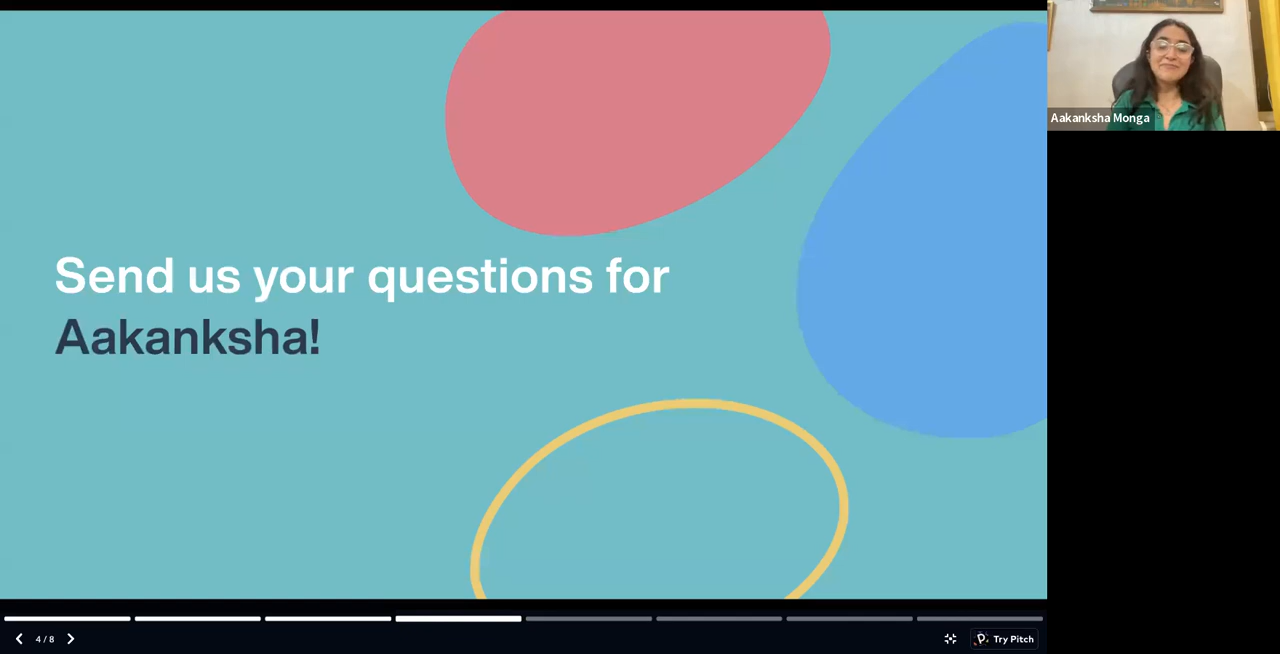 Send us your questions for
Aakanksha!
Aakanksha Monga
4 / 8
Try Pitch